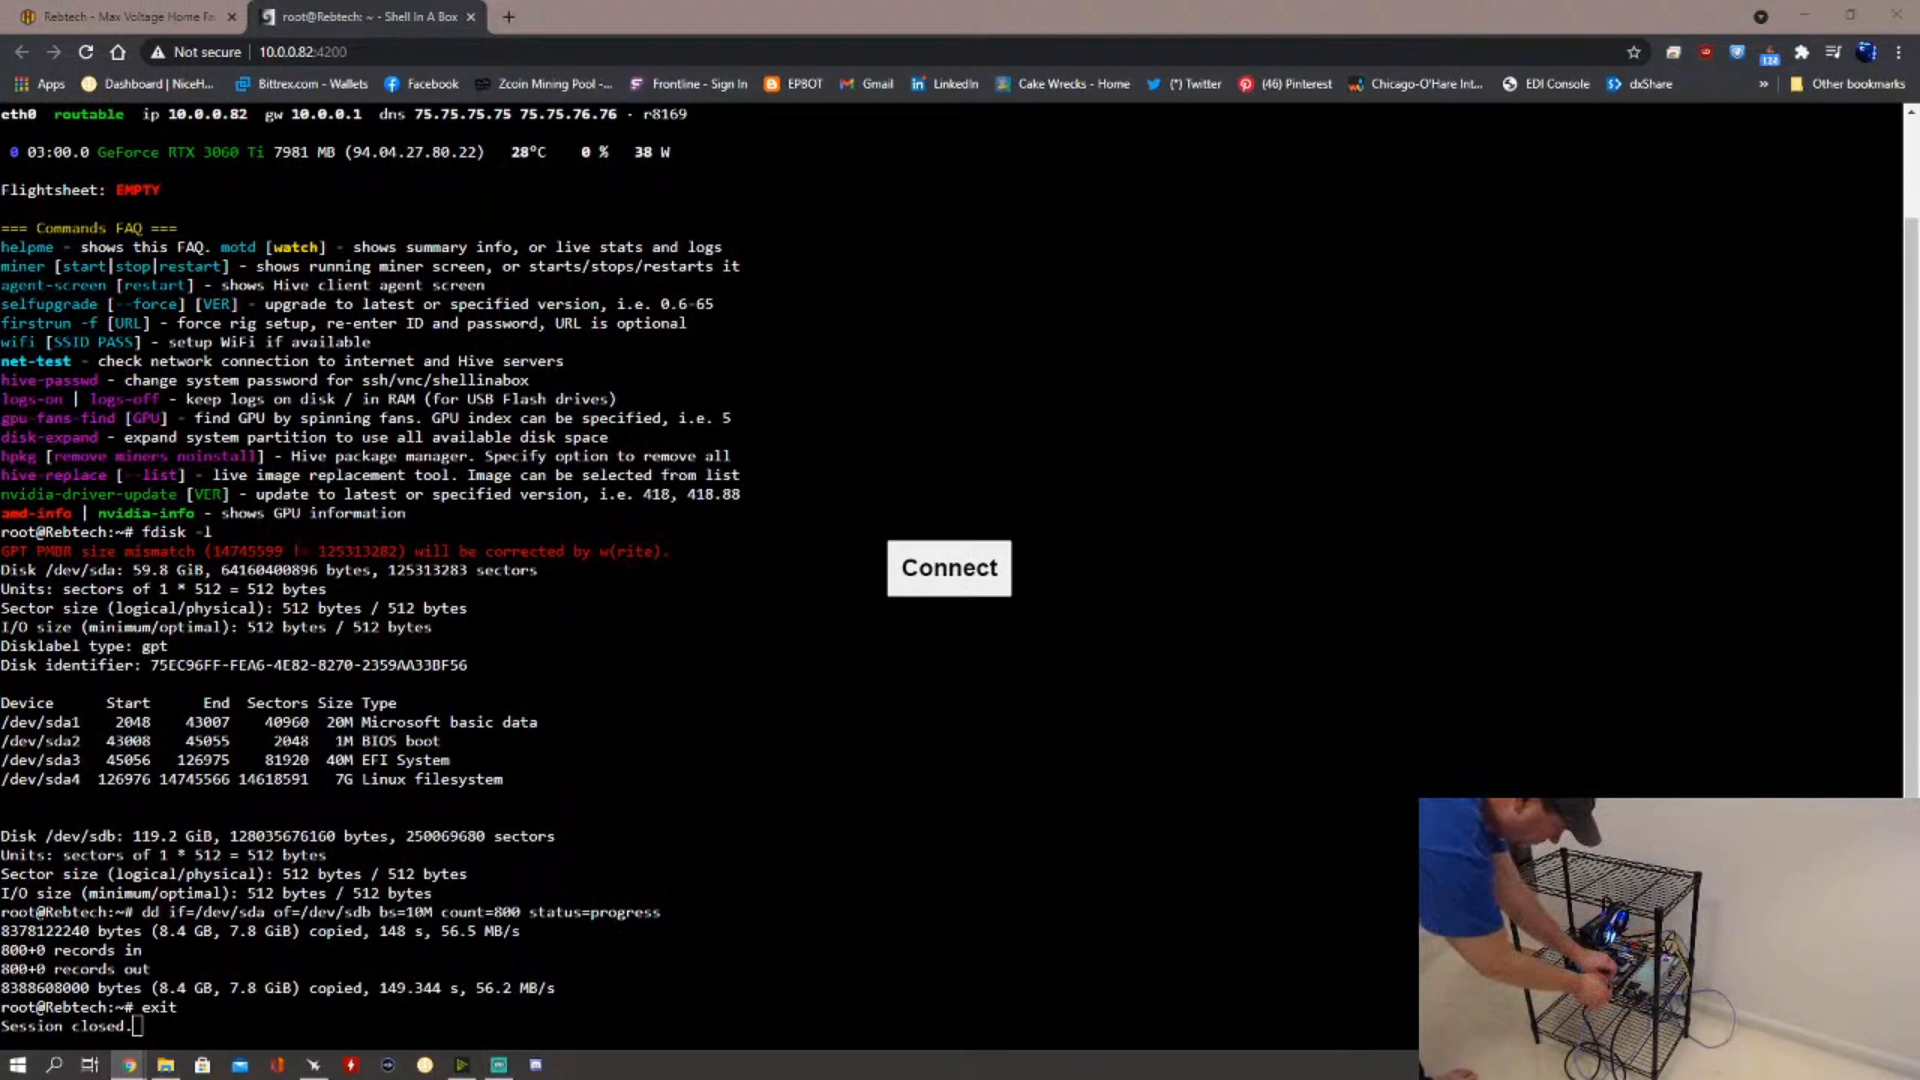 Rebtech - Max Voltage Home Fa
root@Rebtech: ~ - Shell In A Box
Not secure | 10.0.0.82:4200
Apps
Dashboard | NiceH...
Bittrex.com - Wallets
Facebook
Zcoin Mining Pool -...
Frontline - Sign In
EPBOT
Gmail
LinkedIn
Cake Wrecks - Home
(*) Twitter
(46) Pinterest
Chicago-O'Hare Int...
EDI Console
dxShare
»
Other bookmarks
124
eth0 routable ip 10.0.0.82 gw 10.0.0.1 dns 75.75.75.75 75.75.76.76 · r8169
0 03:00.0 GeForce RTX 3060 Ti 7981 MB (94.04.27.80.22) 28°C 0 % 38 W
Flightsheet: EMPTY
=== Commands FAQ ===
helpme - shows this FAQ. motd [watch] - shows summary info, or live stats and logs
miner [start|stop|restart] - shows running miner screen, or starts/stops/restarts it
agent-screen [restart] - shows Hive client agent screen
selfupgrade [--force] [VER] - upgrade to latest or specified version, i.e. 0.6-65
firstrun -f [URL] - force rig setup, re-enter ID and password, URL is optional
wifi [SSID PASS] - setup WiFi if available
net-test - check network connection to internet and Hive servers
hive-passwd - change system password for ssh/vnc/shellinabox
logs-on | logs-off - keep logs on disk / in RAM (for USB Flash drives)
gpu-fans-find [GPU] - find GPU by spinning fans. GPU index can be specified, i.e. 5
disk-expand - expand system partition to use all available disk space
hpkg [remove miners noinstall] - Hive package manager. Specify option to remove all
hive-replace [--list] - live image replacement tool. Image can be selected from list
nvidia-driver-update [VER] - update to latest or specified version, i.e. 418, 418.88
amd-info | nvidia-info - shows GPU information
root@Rebtech:~# fdisk -l
GPT PMBR size mismatch (14745599 != 125313282) will be corrected by w(rite).
Disk /dev/sda: 59.8 GiB, 64160400896 bytes, 125313283 sectors
Units: sectors of 1 * 512 = 512 bytes
Sector size (logical/physical): 512 bytes / 512 bytes
I/O size (minimum/optimal): 512 bytes / 512 bytes
Disklabel type: gpt
Disk identifier: 75EC96FF-FEA6-4E82-8270-2359AA33BF56
Device Start End Sectors Size Type
/dev/sda1 2048 43007 40960 20M Microsoft basic data
/dev/sda2 43008 45055 2048 1M BIOS boot
/dev/sda3 45056 126975 81920 40M EFI System
/dev/sda4 126976 14745566 14618591 7G Linux filesystem
Disk /dev/sdb: 119.2 GiB, 128035676160 bytes, 250069680 sectors
Units: sectors of 1 * 512 = 512 bytes
Sector size (logical/physical): 512 bytes / 512 bytes
I/O size (minimum/optimal): 512 bytes / 512 bytes
root@Rebtech:~# dd if=/dev/sda of=/dev/sdb bs=10M count=800 status=progress
8378122240 bytes (8.4 GB, 7.8 GiB) copied, 148 s, 56.5 MB/s
800+0 records in
800+0 records out
8388608000 bytes (8.4 GB, 7.8 GiB) copied, 149.344 s, 56.2 MB/s
root@Rebtech:~# exit
Session closed.
Connect